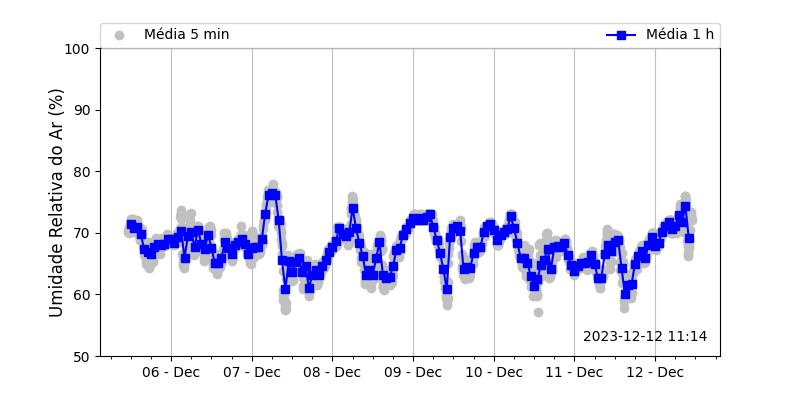 Média 5 min
Média 1 h
Umidade Relativa do Ar (%)
100
90
80
70
60
50
2023-12-12 11:14
06 - Dec
07 - Dec
08 - Dec
09 - Dec
10 - Dec
11 - Dec
12 - Dec